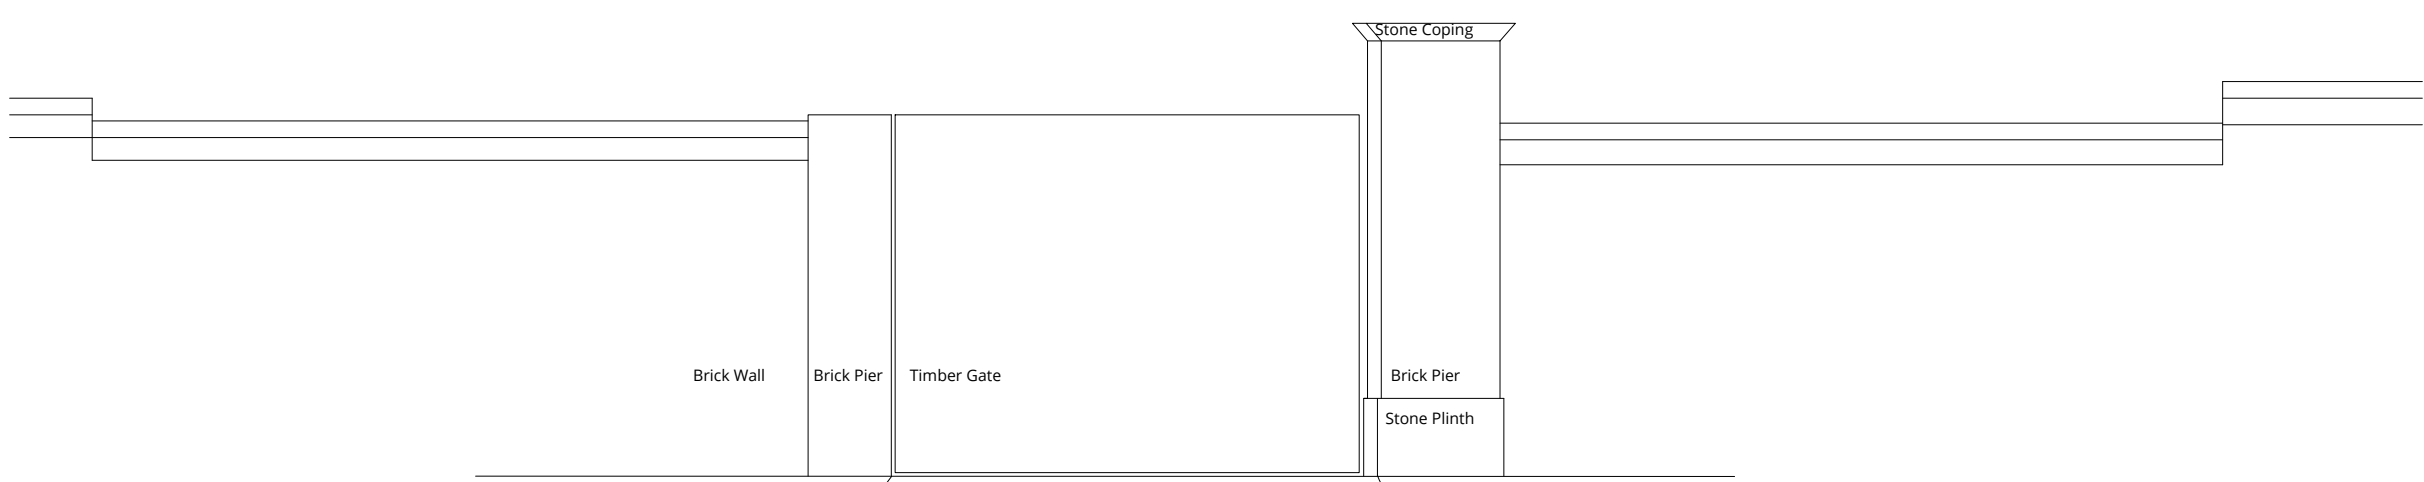 Stone Coping
Brick Wall
Brick Pier
Timber Gate
Brick Pier
Stone Plinth